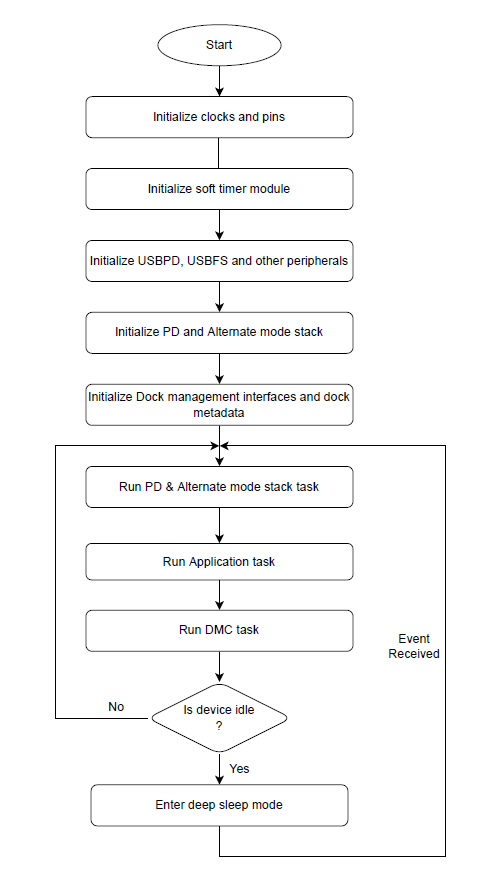 Start
Initialize clocks and pins
Initialize soft timer module
Initialize USBPD, USBFS and other peripherals
Initialize PD and Alternate mode stack
Initialize Dock management interfaces and dock
metadata
Run PD & Alternate mode stack task
Run Application task
Run DMC task
Event
Received
Is device idle
?
No
Yes
Enter deep sleep mode